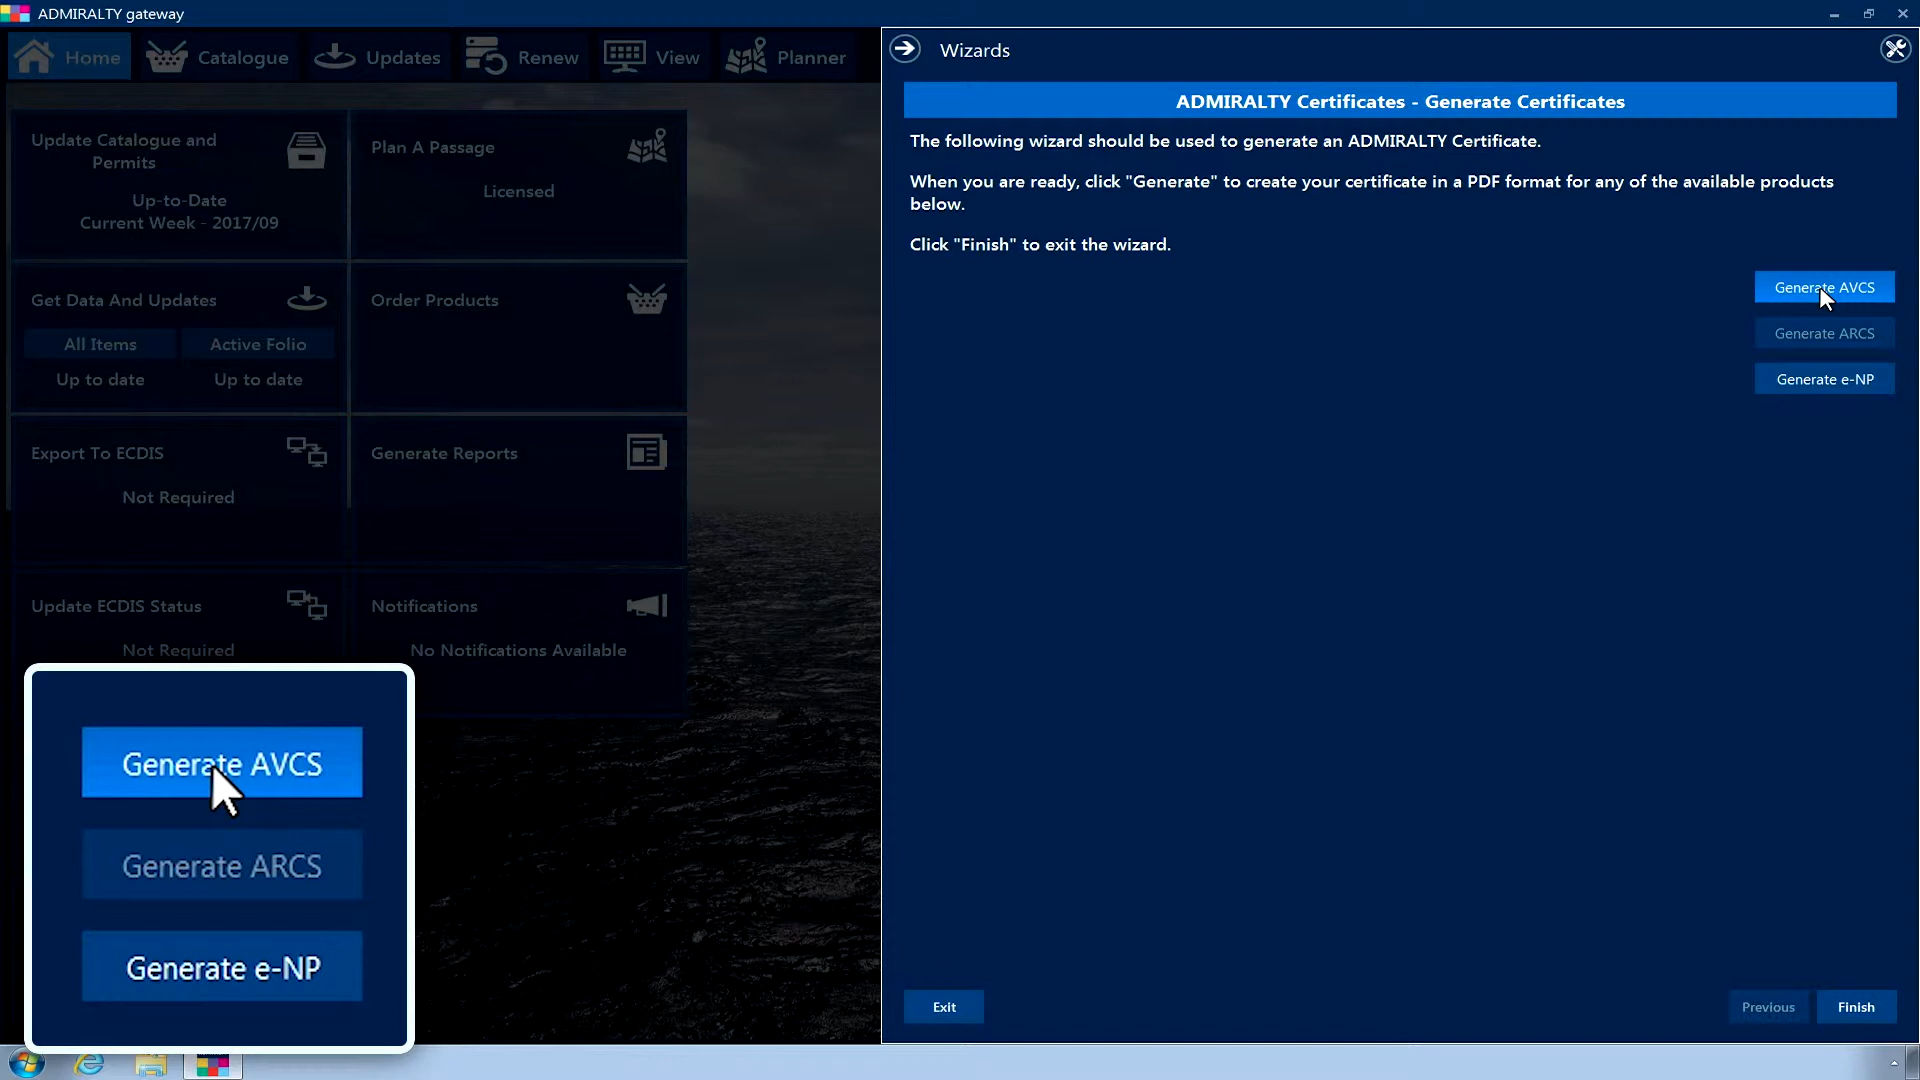 ADMIRALTY gateway
Home
Catalogue
Updates
Renew
View
Planner
Update Catalogue and
Permits
Up-to-Date
Current Week - 2017/09
Plan A Passage
Licensed
Get Data And Updates
All Items
Active Folio
Up to date
Up to date
Order Products
Export To ECDIS
Not Required
Generate Reports
Update ECDIS Status
Not Required
Notifications
No Notifications Available
Generate AVCS
Generate ARCS
Generate e-NP
Wizards
ADMIRALTY Certificates - Generate Certificates
The following wizard should be used to generate an ADMIRALTY Certificate.
When you are ready, click "Generate" to create your certificate in a PDF format for any of the available products
below.
Click "Finish" to exit the wizard.
Generate AVCS
Generate ARCS
Generate e-NP
Exit
Previous
Finish